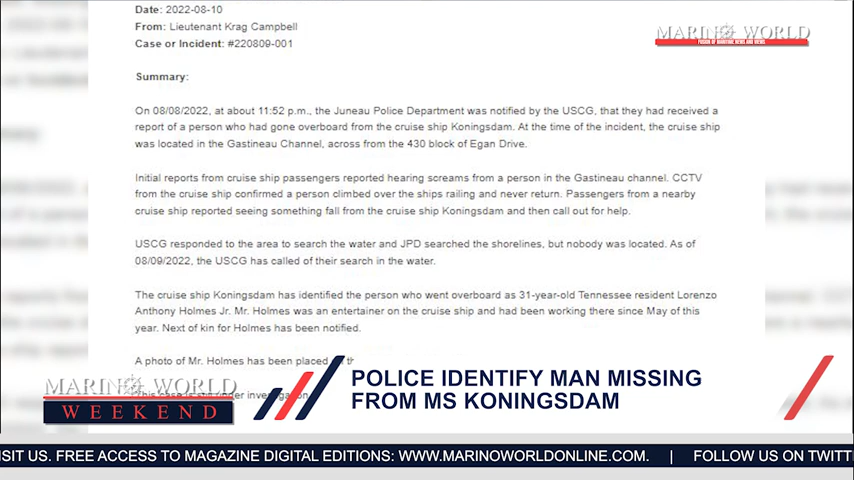 Date: 2022-08-10
From: Lieutenant Krag Campbell
Case or Incident: #220809-001
MARINO WORLD
Summary:
On 08/08/2022, at about 11:52 p.m., the Juneau Police Department was notified by the USCG, that they had received a
report of a person who had gone overboard from the cruise ship Koningsdam. At the time of the incident, the cruise ship
was located in the Gastineau Channel, across from the 430 block of Egan Drive.
Initial reports from cruise ship passengers reported hearing screams from a person in the Gastineau channel. CCTV
from the cruise ship confirmed a person climbed over the ships railing and never return. Passengers from a nearby
cruise ship reported seeing something fall from the cruise ship Koningsdam and then call out for help.
USCG responded to the area to search the water and JPD searched the shorelines, but nobody was located. As of
08/09/2022, the USCG has called of their search in the water.
The cruise ship Koningsdam has identified the person who went overboard as 31-year-old Tennessee resident Lorenzo
Anthony Holmes Jr. Mr. Holmes was an entertainer on the cruise ship and had been working there since May of this
year. Next of kin for Holmes has been notified.
A photo of Mr. Holmes has been placed
This case is still under investigation
MARINO WORLD
WEEKEND
POLICE IDENTIFY MAN MISSING
FROM MS KONINGSDAM
ISIT US. FREE ACCESS TO MAGAZINE DIGITAL EDITIONS: WWW.MARINOWORLDONLINE.COM. | FOLLOW US ON TWITT